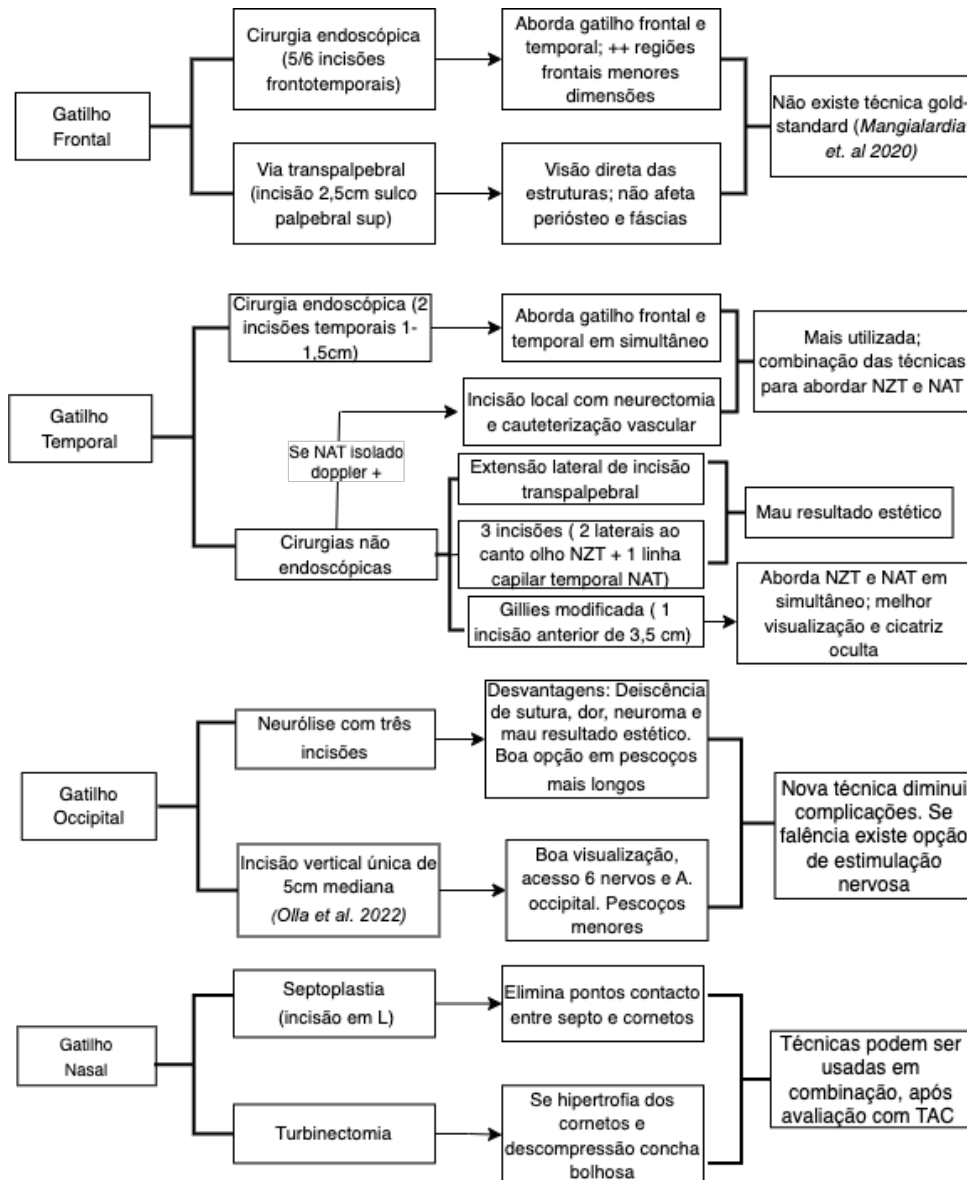 Gatilho
Frontal
Cirurgia endoscópica
(5/6 incisões
frontotemporais)
Aborda gatilho frontal e
temporal; ++ regiões
frontais menores
dimensões
Via transpalpebral
(incisão 2,5cm sulco
palpebral sup)
Visão direta das
estruturas; não afeta
periósteo e fáscias
Não existe técnica gold-
standard (Mangialardia
et. al 2020)
Gatilho
Temporal
Cirurgia endoscópica (2
incisões temporais 1-
1,5cm)
Aborda gatilho frontal e
temporal em simultâneo
Incisão local com neurectomia
e cauteterização vascular
Mais utilizada;
combinação das técnicas
para abordar NZT e NAT
Se NAT isolado
doppler +
Cirurgias não
endoscópicas
Extensão lateral de incisão
transpalpebral
3 incisões ( 2 laterais ao
canto olho NZT + 1 linha
capilar temporal NAT)
Mau resultado estético
Gillies modificada ( 1
incisão anterior de 3,5 cm)
Aborda NZT e NAT em
simultâneo; melhor
visualização e cicatriz
oculta
Gatilho
Occipital
Neurólise com três
incisões
Desvantagens: Deiscência
de sutura, dor, neuroma e
mau resultado estético.
Boa opção em pescoços
mais longos
Incisão vertical única de
5cm mediana
(Olla et al. 2022)
Boa visualização,
acesso 6 nervos e A.
occipital. Pescoços
menores
Nova técnica diminui
complicações. Se
falência existe opção
de estimulação
nervosa
Gatilho
Nasal
Septoplastia
(incisão em L)
Elimina pontos contacto
entre septo e cornetos
Turbinectomia
Se hipertrofia dos
cornetos e
descompressão concha
bolhosa
Técnicas podem ser
usadas em
combinação, após
avaliação com TAC